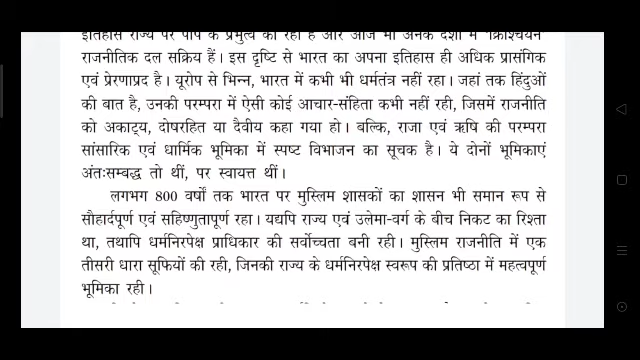 इतिहास राज्य पर पोप के प्रभुत्व का रहा है और आज भी अनेक देशों में 'क्रिश्चियन'
राजनीतिक दल सक्रिय हैं। इस दृष्टि से भारत का अपना इतिहास ही अधिक प्रासंगिक
एवं प्रेरणाप्रद है। यूरोप से भिन्न, भारत में कभी भी धर्मतंत्र नहीं रहा। जहां तक हिंदुओं
की बात है, उनकी परम्परा में ऐसी कोई आचार-संहिता कभी नहीं रही, जिसमें राजनीति
को अकाट्य, दोषरहित या दैवीय कहा गया हो। बल्कि, राजा एवं ऋषि की परम्परा
सांसारिक एवं धार्मिक भूमिका में स्पष्ट विभाजन का सूचक है। ये दोनों भूमिकाएं
अंतःसम्बद्ध तो थीं, पर स्वायत्त थीं।
लगभग 800 वर्षों तक भारत पर मुस्लिम शासकों का शासन भी समान रूप से
सौहार्दपूर्ण एवं सहिष्णुतापूर्ण रहा। यद्यपि राज्य एवं उलेमा-वर्ग के बीच निकट का रिश्ता
था, तथापि धर्मनिरपेक्ष प्राधिकार की सर्वोच्चता बनी रही। मुस्लिम राजनीति में एक
तीसरी धारा सूफियों की रही, जिनकी राज्य के धर्मनिरपेक्ष स्वरूप की प्रतिष्ठा में महत्वपूर्ण
भूमिका रही।